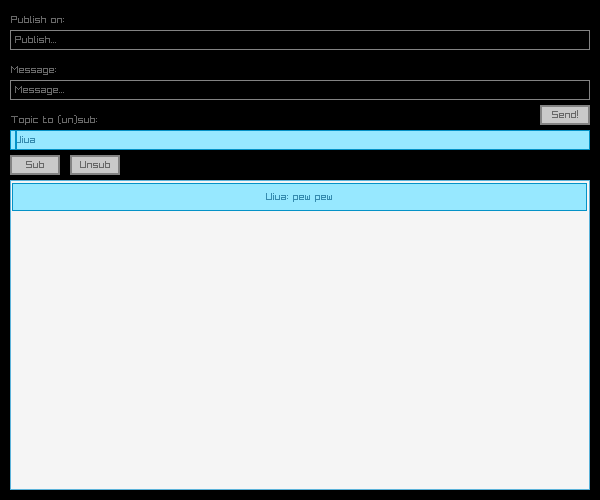 Publish on:
Publish...
Message:
Message...
Send!
Topic to (un)sub:
Uiua
Sub
Unsub
Uiua: pew pew